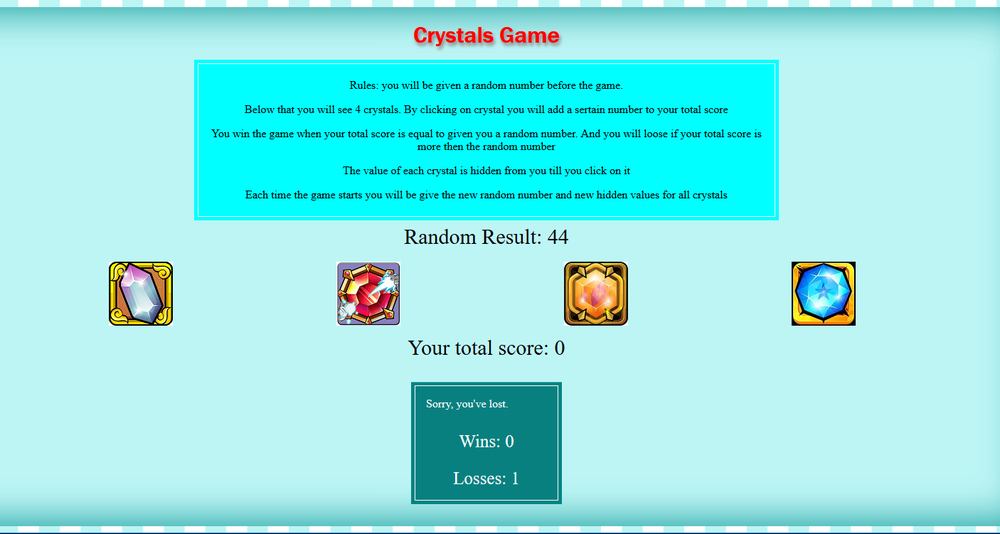 Crystals Game
Rules: you will be given a random number before the game.
Below that you will see 4 crystals. By clicking on crystal you will add a sertain number to your total score
You win the game when your total score is equal to given you a random number. And you will loose if your total score is
more then the random number
The value of each crystal is hidden from you till you click on it
Each time the game starts you will be give the new random number and new hidden values for all crystals
Random Result: 44
Your total score: 0
Sorry, you've lost.
Wins: 0
Losses: 1